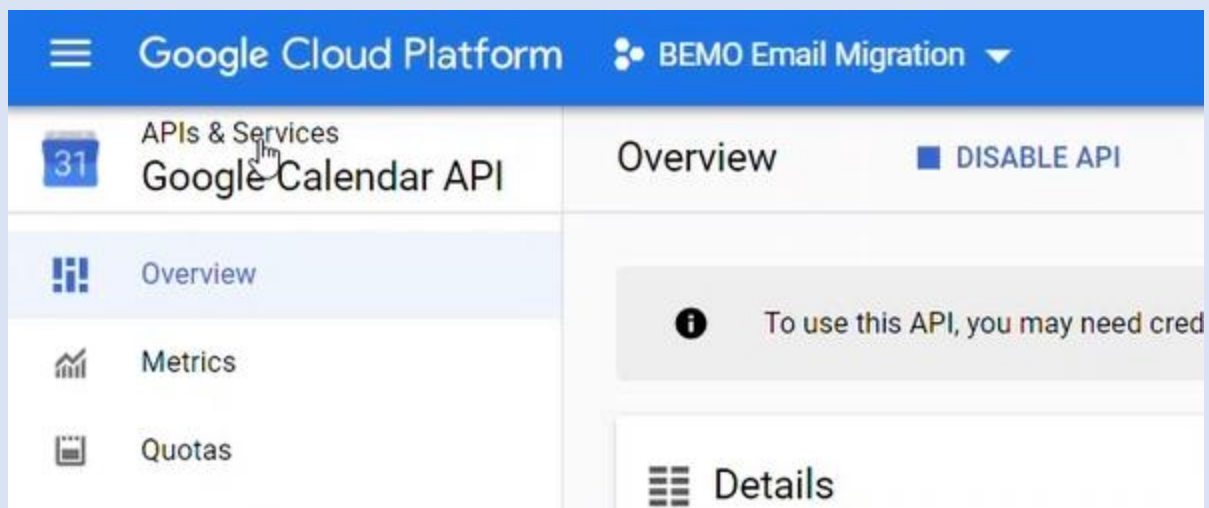 Google Cloud Platform
BEMO Email Migration
APIs & Services
31
Google Calendar API
Overview
DISABLE API
Overview
To use this API, you may need cred
Metrics
Quotas
Details